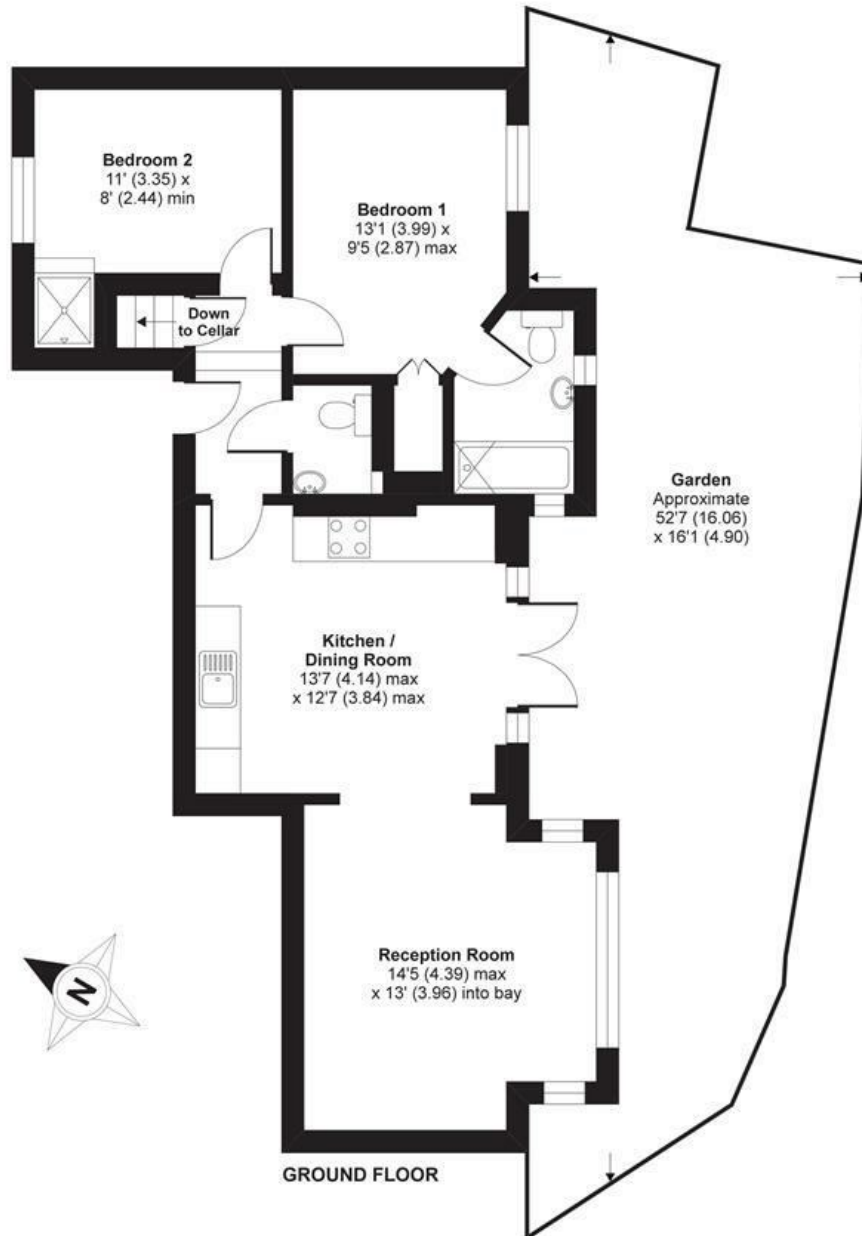 Bedroom 2
11' (3.35) x
8' (2.44) min
Bedroom 1
13'1 (3.99) x
9'5 (2.87) max
Down
to Cellar
Garden
Approximate
52'7 (16.06)
x 16'1 (4.90)
Kitchen /
Dining Room
13'7 (4.14) max
x 12'7 (3.84) max
Reception Room
14'5 (4.39) max
x 13' (3.96) into bay
N
GROUND FLOOR